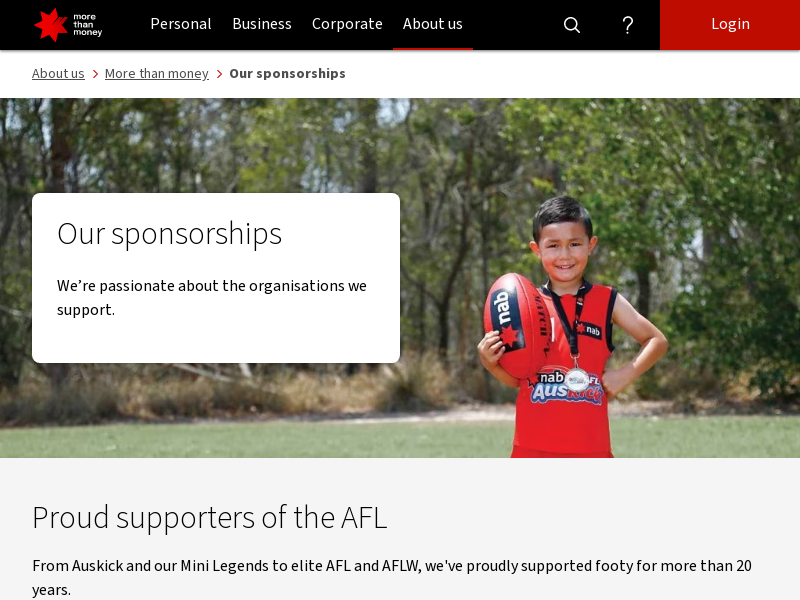 more
than
money
Personal
Business
Corporate
About us
?
Login
About us
More than money
Our sponsorships
Our sponsorships
We’re passionate about the organisations we
support.
nab
nab
nab
Proud supporters of the AFL
From Auskick and our Mini Legends to elite AFL and AFLW, we've proudly supported footy for more than 20
years.